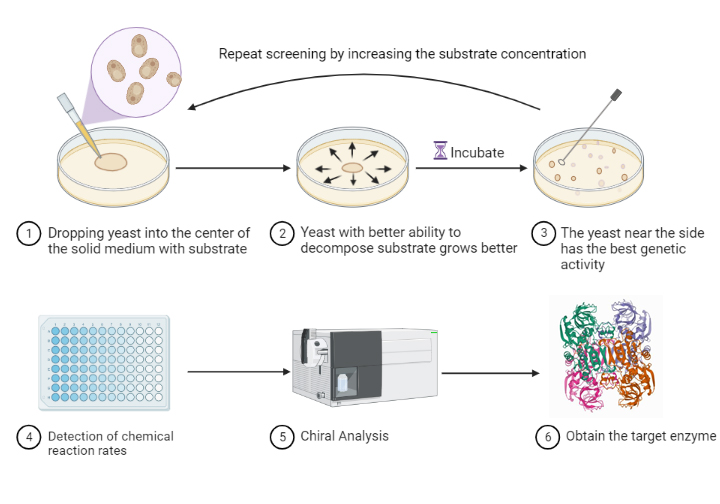 Repeat screening by increasing the substrate concentration
Incubate
1 Dropping yeast into the center of
the solid medium with substrate
2 Yeast with better ability to
decompose substrate grows better
3 The yeast near the side
has the best genetic
activity
4 Detection of chemical
reaction rates
5 Chiral Analysis
6 Obtain the target enzyme